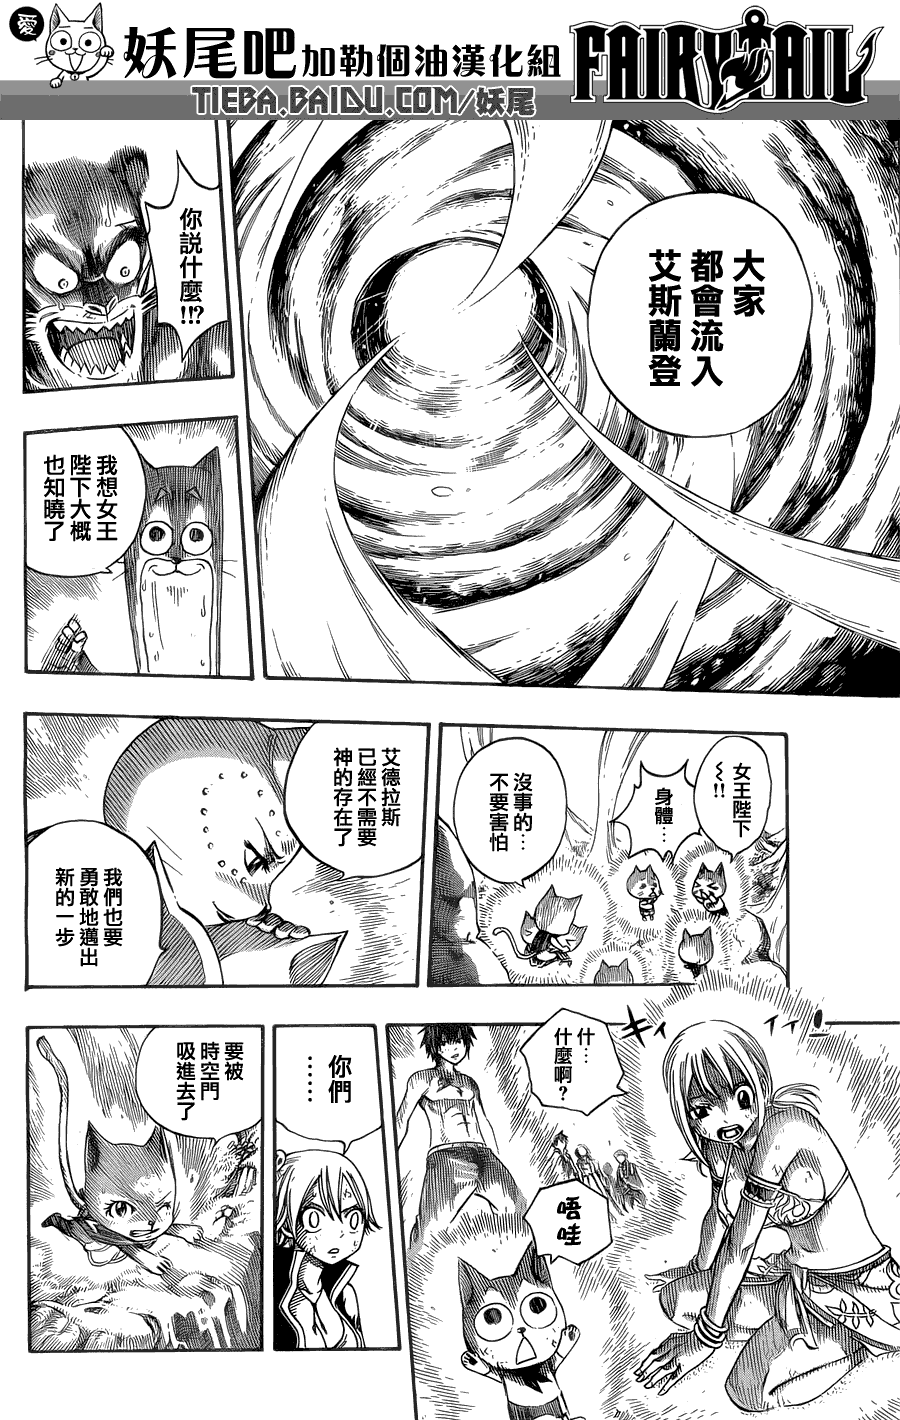 愛
妖尾吧 加勒個油漢化組
TIEBA.BAIDU.COM/妖尾
FAIRY TAIL
大家
都會流入
艾斯蘭登
你説什麼!!?
我想女王
陛下大概
也知曉了
女王陛下
〜!!
身體…
沒事的…
不要害怕
艾德拉斯
已經不需要
神的存在了
我們也要
勇敢地邁出
新的一步
キィィ
什…
什麼啊?
唔哇
你們
……
要被
時空門
吸進去了